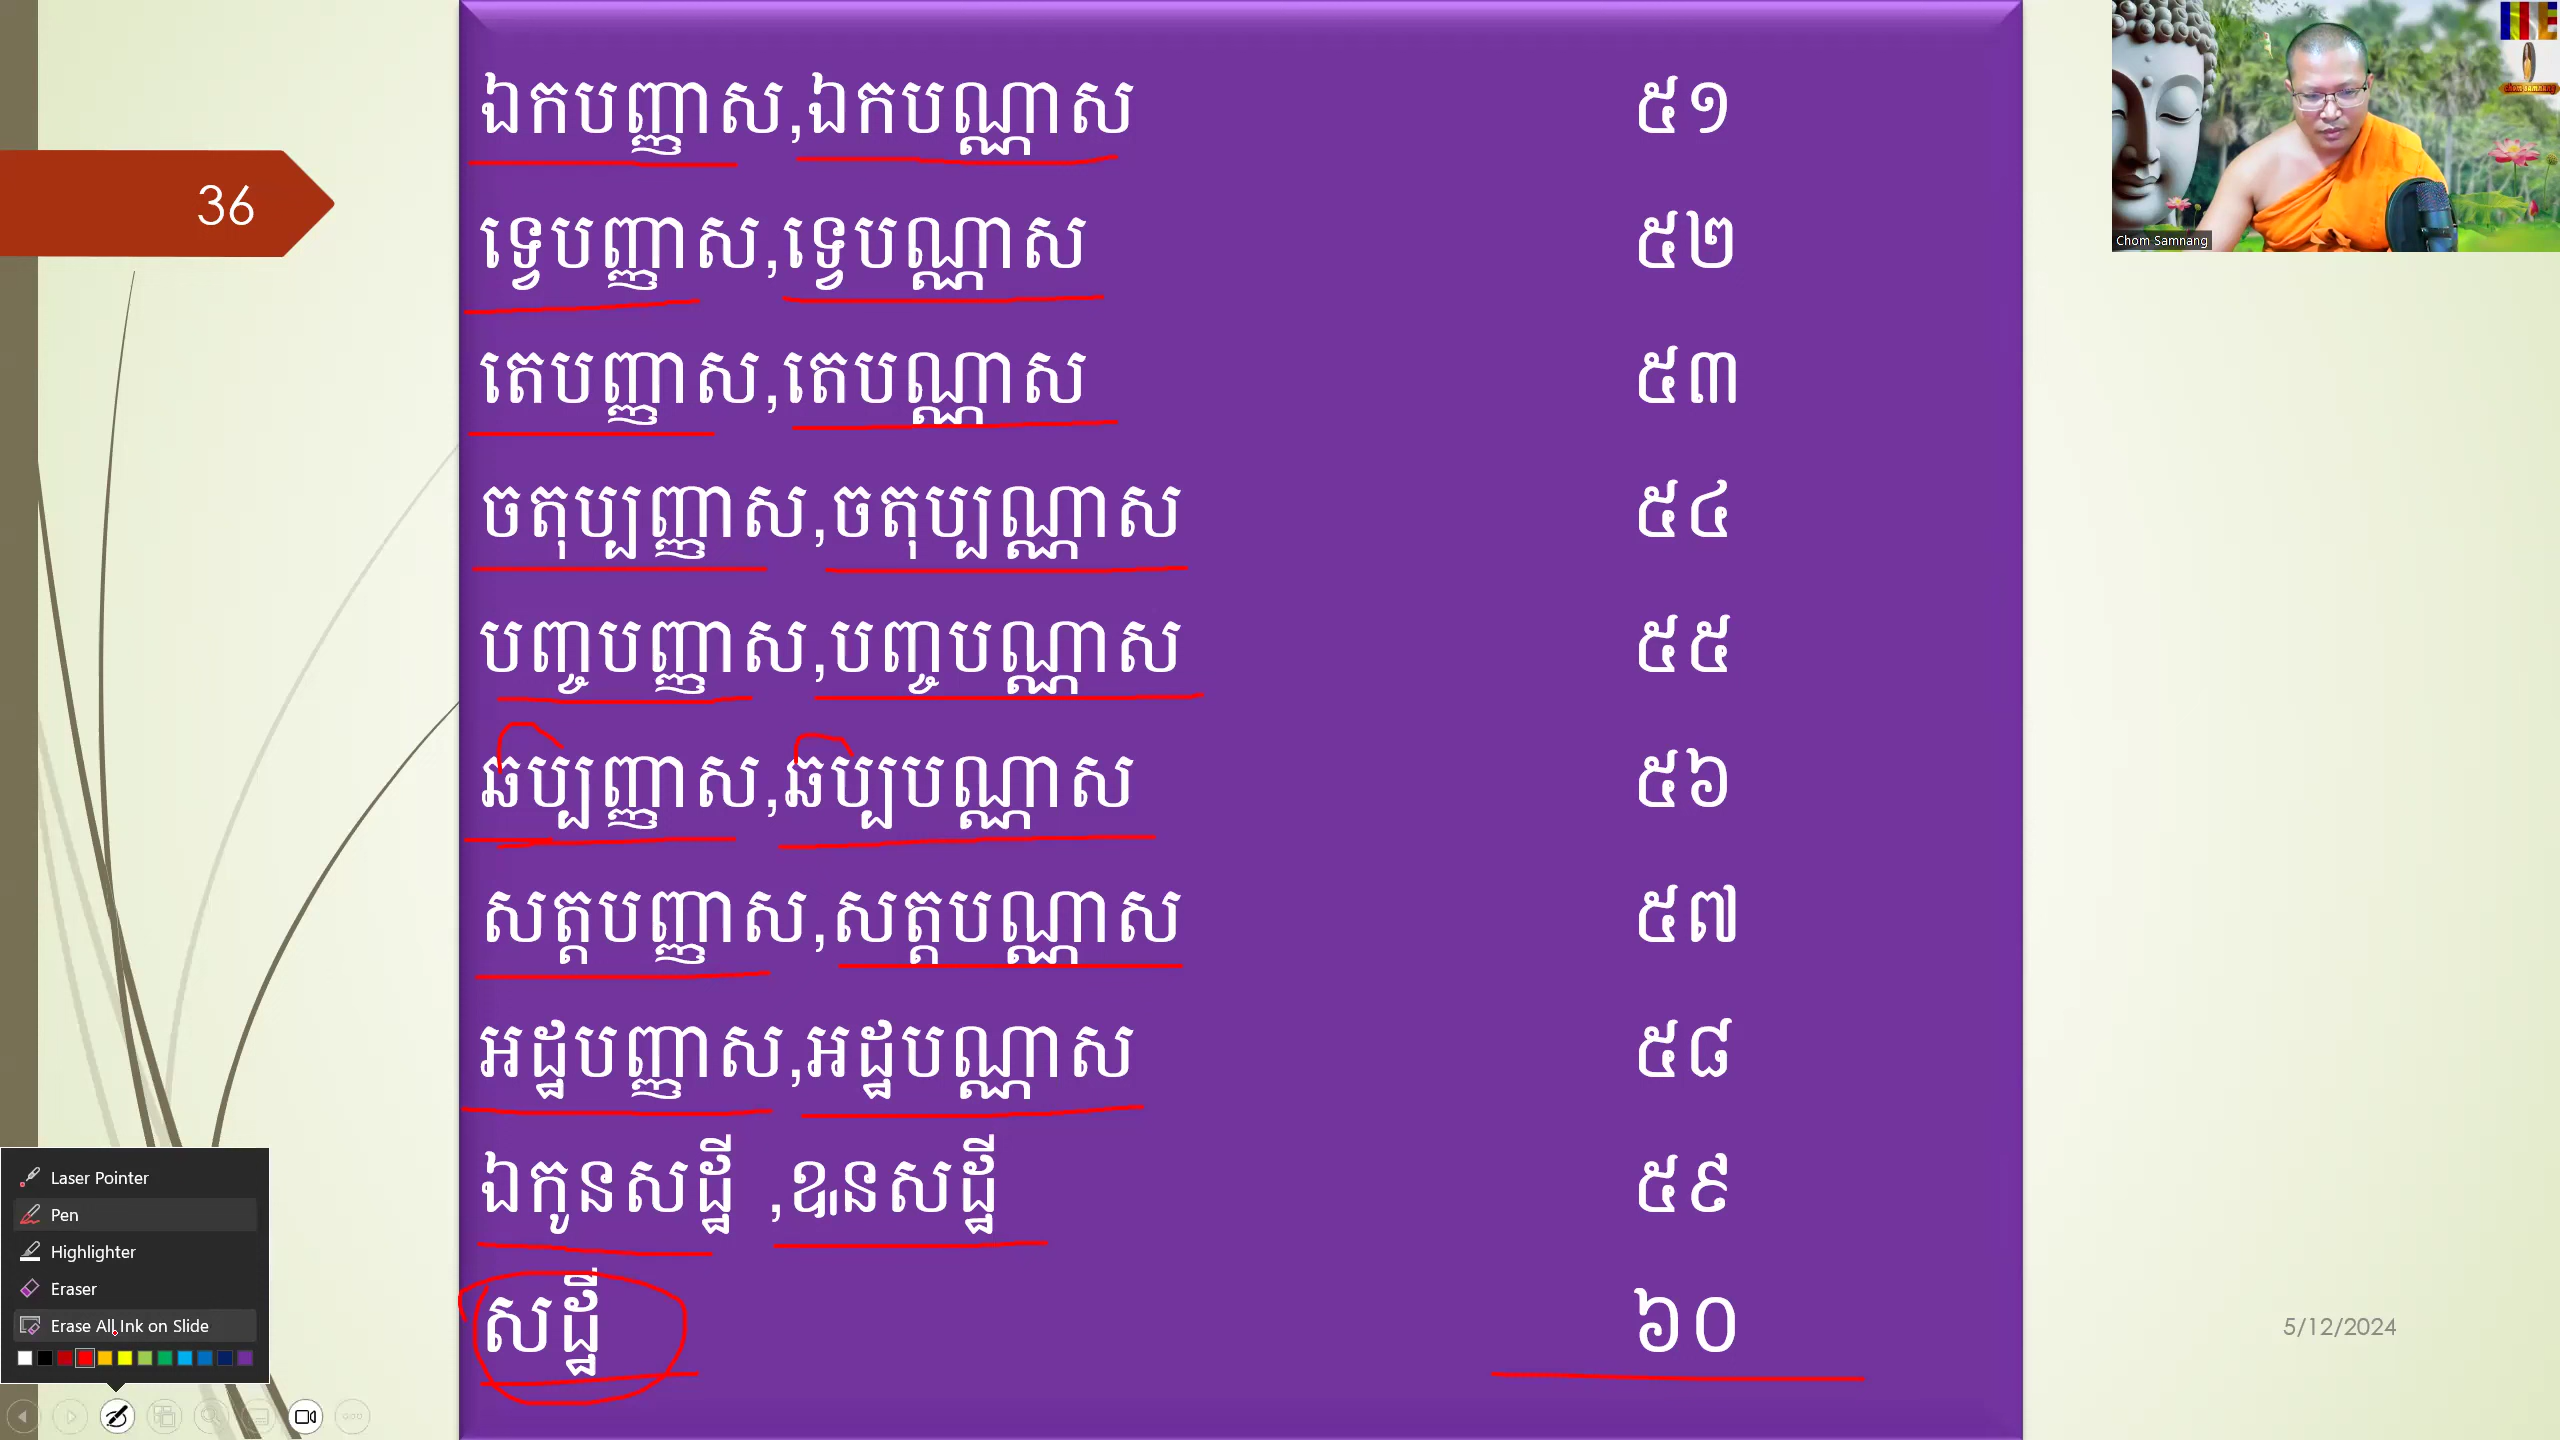 ឯកបញ្ញាស,ឯកបណ្ណាស ៥១
36
ទ្វេបញ្ញាស,ទ្វេបណ្ណាស ៥២
Chom Samnang
តេបញ្ញាស,តេបណ្ណាស ៥៣
ចតុប្បញ្ញាស,ចតុប្បណ្ណាស ៥៤
បញ្ចបញ្ញាស,បញ្ចបណ្ណាស ៥៥
ឆប្បញ្ញាស,ឆប្បបណ្ណាស ៥៦
សត្តបញ្ញាស,សត្តបណ្ណាស ៥៧
អដ្ឋបញ្ញាស,អដ្ឋបណ្ណាស ៥៨
ឯកូនសដ្ឋី ,ឩនសដ្ឋី ៥៩
សដ្ឋី ៦០
Laser Pointer
Pen
Highlighter
Eraser
Erase All Ink on Slide
5/12/2024